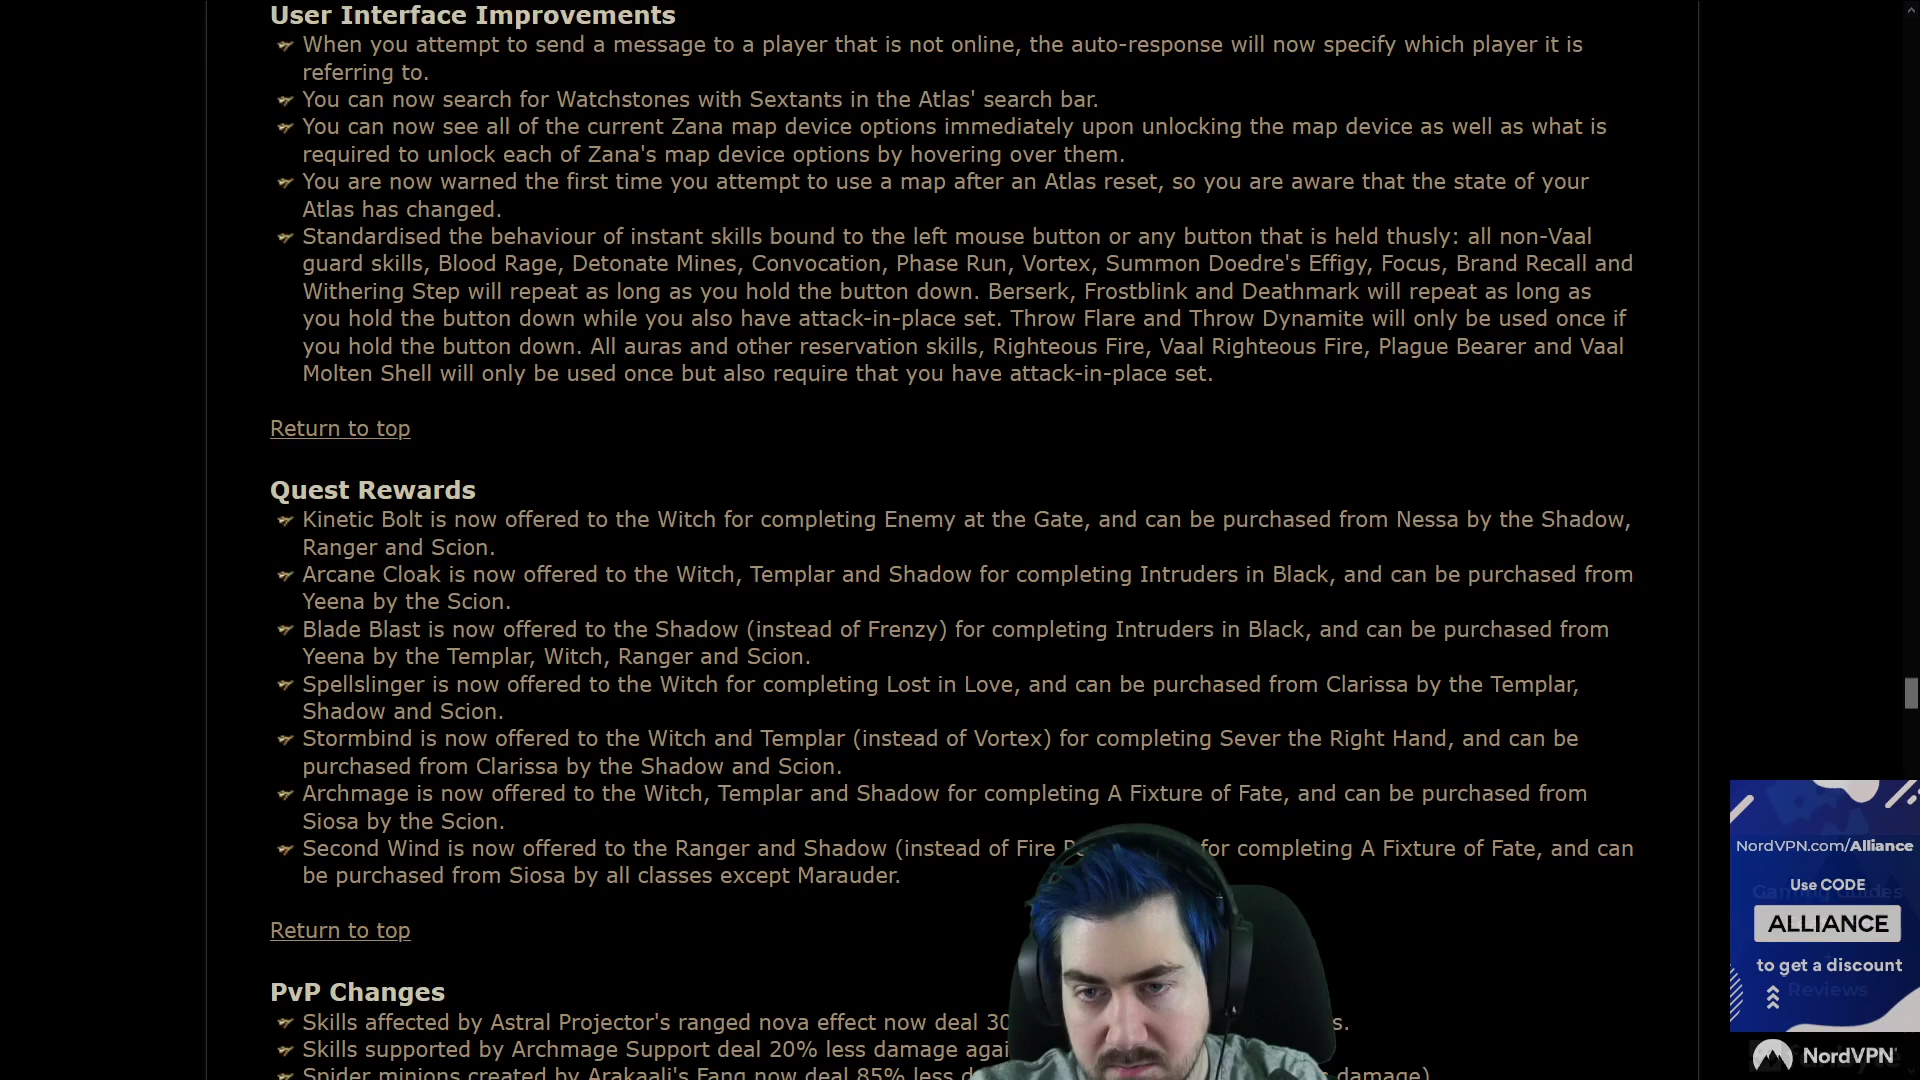 User Interface Improvements
When you attempt to send a message to a player that is not online, the auto-response will now specify which player it is
referring to.
You can now search for Watchstones with Sextants in the Atlas' search bar.
You can now see all of the current Zana map device options immediately upon unlocking the map device as well as what is
required to unlock each of Zana's map device options by hovering over them.
You are now warned the first time you attempt to use a map after an Atlas reset, so you are aware that the state of your
Atlas has changed.
Standardised the behaviour of instant skills bound to the left mouse button or any button that is held thusly: all non-Vaal
guard skills, Blood Rage, Detonate Mines, Convocation, Phase Run, Vortex, Summon Doedre's Effigy, Focus, Brand Recall and
Withering Step will repeat as long as you hold the button down. Berserk, Frostblink and Deathmark will repeat as long as
you hold the button down while you also have attack-in-place set. Throw Flare and Throw Dynamite will only be used once if
you hold the button down. All auras and other reservation skills, Righteous Fire, Vaal Righteous Fire, Plague Bearer and Vaal
Molten Shell will only be used once but also require that you have attack-in-place set.
Return to top
Quest Rewards
Kinetic Bolt is now offered to the Witch for completing Enemy at the Gate, and can be purchased from Nessa by the Shadow,
Ranger and Scion.
Arcane Cloak is now offered to the Witch, Templar and Shadow for completing Intruders in Black, and can be purchased from
Yeena by the Scion.
Blade Blast is now offered to the Shadow (instead of Frenzy) for completing Intruders in Black, and can be purchased from
Yeena by the Templar, Witch, Ranger and Scion.
Spellslinger is now offered to the Witch for completing Lost in Love, and can be purchased from Clarissa by the Templar,
Shadow and Scion.
Stormbind is now offered to the Witch and Templar (instead of Vortex) for completing Sever the Right Hand, and can be
purchased from Clarissa by the Shadow and Scion.
Archmage is now offered to the Witch, Templar and Shadow for completing A Fixture of Fate, and can be purchased from
Siosa by the Scion.
Second Wind is now offered to the Ranger and Shadow (instead of Fire for completing A Fixture of Fate, and can
be purchased from Siosa by all classes except Marauder.
Return to top
PvP Changes
Skills affected by Astral Projector's ranged nova effect now deal 30
Skills supported by Archmage Support deal 20% less damage
Spider minions created by Arakaali's Fang now deal 85% less damage)
NordVPN.com/Alliance
Use CODE
Gaming Guides
ALLIANCE
to get a discount
Reviews
NordVPN